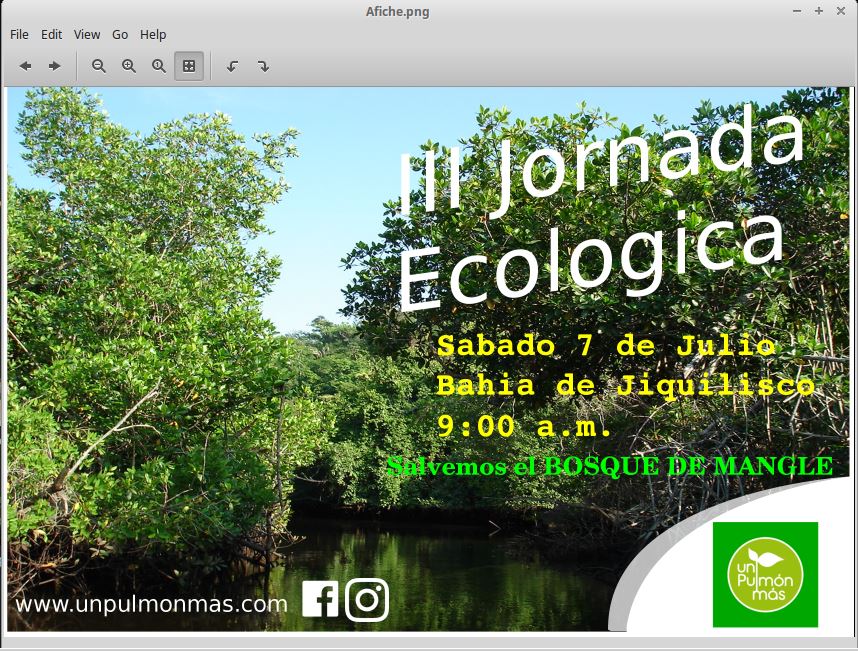 Afiche.png
File Edit View Go Help
III Jornada
Ecologica
Sabado 7 de Julio
Bahia de Jiquilisco
9:00 a.m.
Salvemos el BOSQUE DE MANGLE
un
Pulmón
más
www.unpulmonmas.com